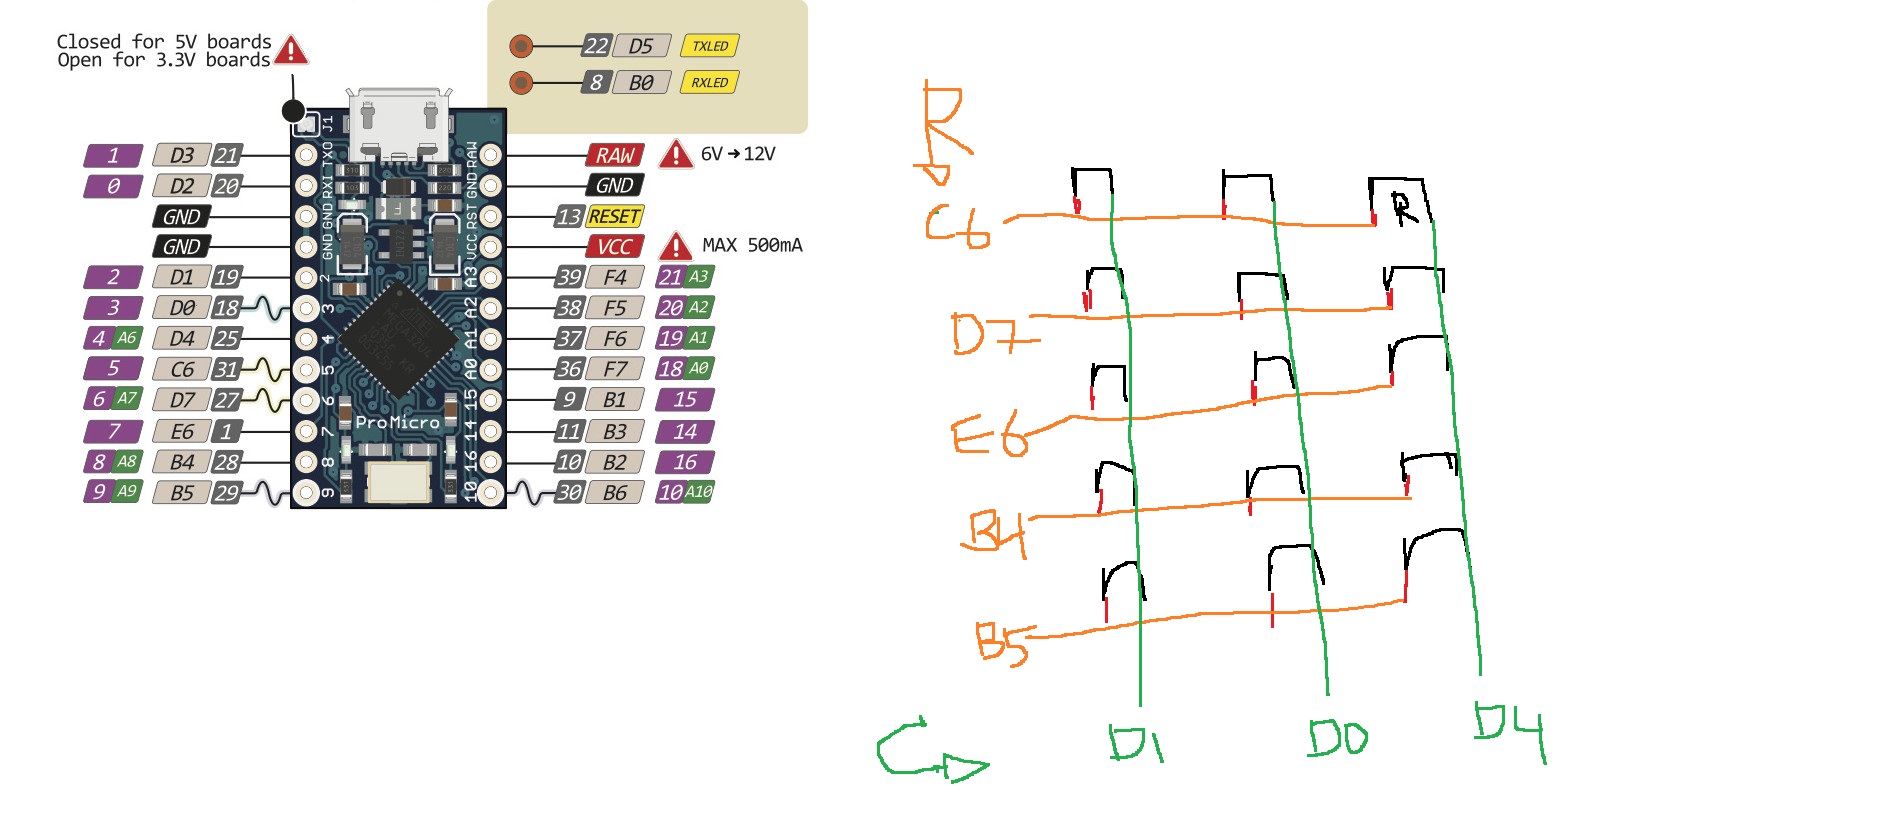 Closed for 5V boards
Open for 3.3V boards
22 D5 TXLED
8 B0 RXLED
J1
1 D3 21 TXO RAW RAW 6V→12V
0 D2 20 RXI GND GND
GND GND RST 13 RESET
GND GND VCC VCC MAX 500mA
2 D1 19 2 A3 39 F4 21 A3
3 D0 18 3 A2 38 F5 20 A2
4 A6 D4 25 4 A1 37 F6 19 A1
5 C6 31 5 A0 36 F7 18 A0
6 A7 D7 27 6 15 9 B1 15
7 E6 1 7 14 11 B3 14
8 A8 B4 28 8 16 10 B2 16
9 A9 B5 29 9 10 30 B6 10 A10
ProMicro
R
R
C6
D7
E6
B4
B5
C
D1
D0
D4